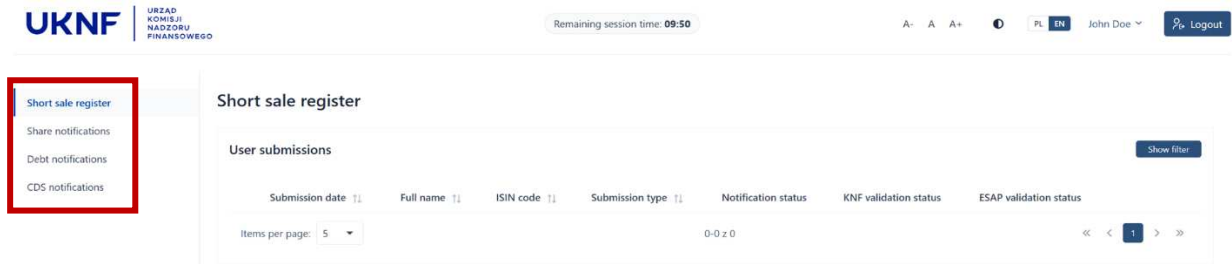 UKNF
URZĄD
KOMISJI
NADZORU
FINANSOWEGO
Remaining session time: 09:50
A- A A+ PL EN John Doe Logout
Short sale register
Share notifications
Debt notifications
CDS notifications
Short sale register
User submissions Show filter
Submission date Full name ISIN code Submission type Notification status KNF validation status ESAP validation status
Items per page: 5 0-0 z 0 « < 1 > »